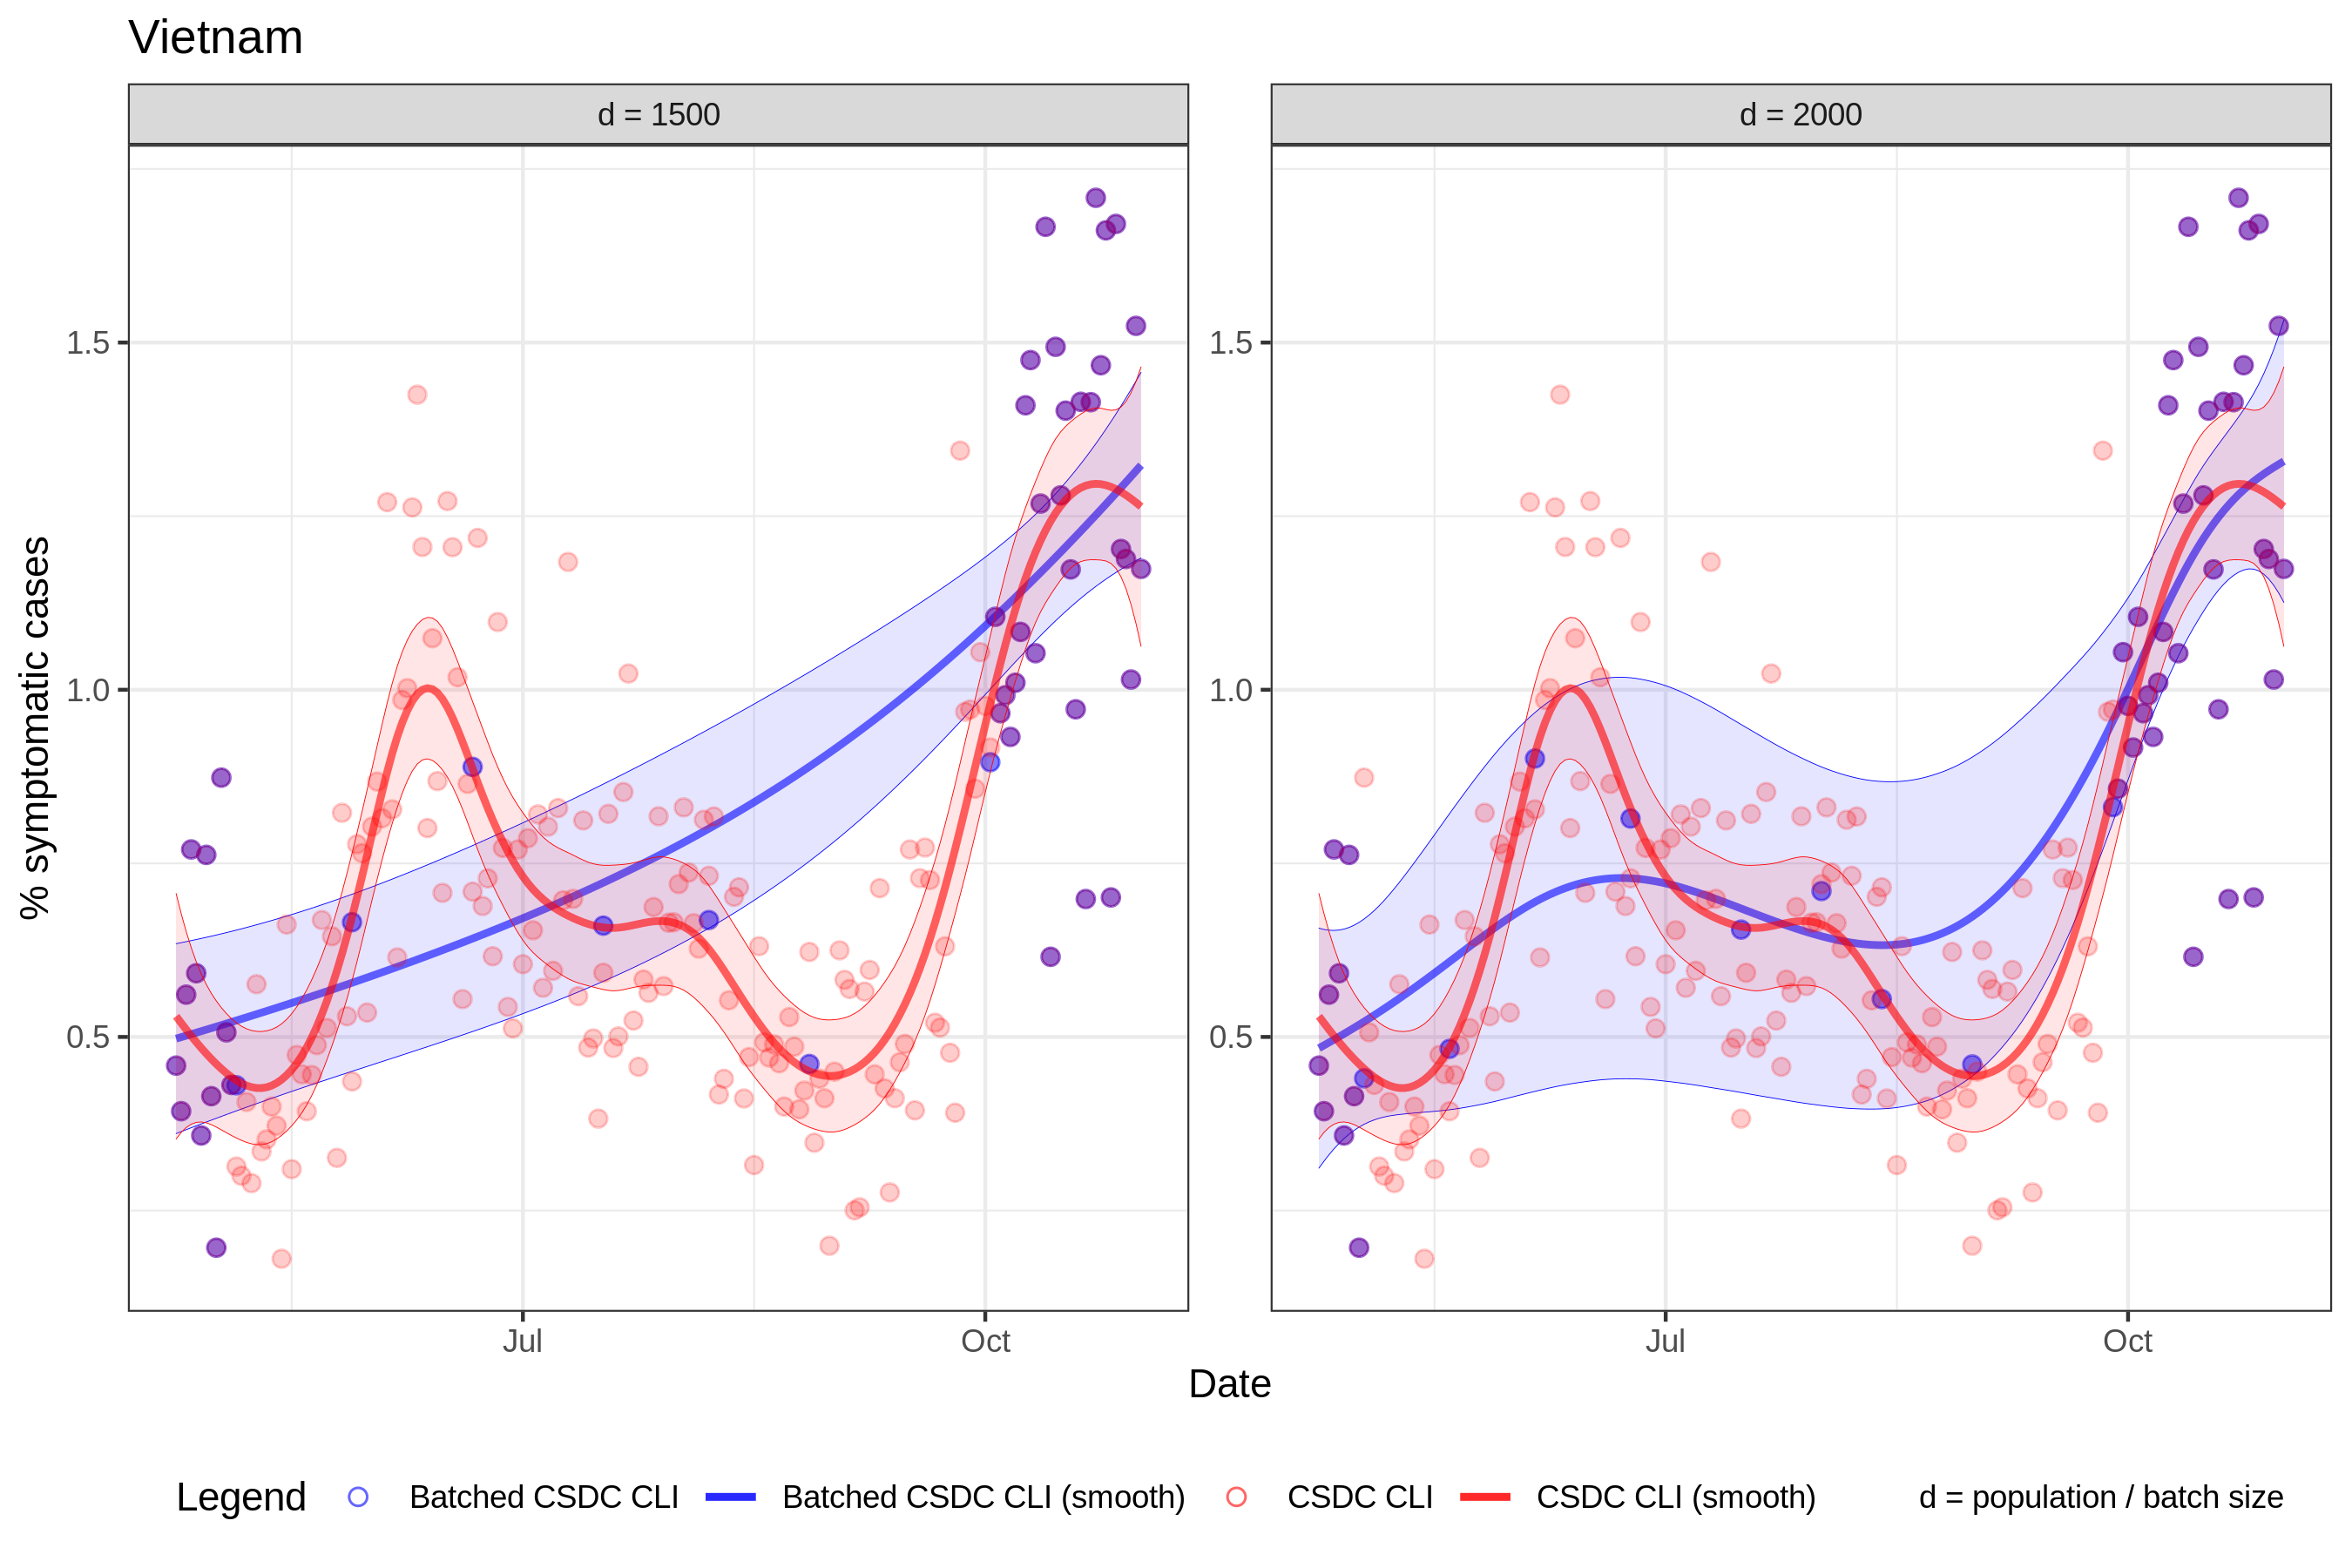 Vietnam
d = 1500
d = 2000
% symptomatic cases
1.5
1.0
0.5
1.5
1.0
0.5
Jul
Oct
Jul
Oct
Date
Legend
Batched CSDC CLI
Batched CSDC CLI (smooth)
CSDC CLI
CSDC CLI (smooth)
d = population / batch size